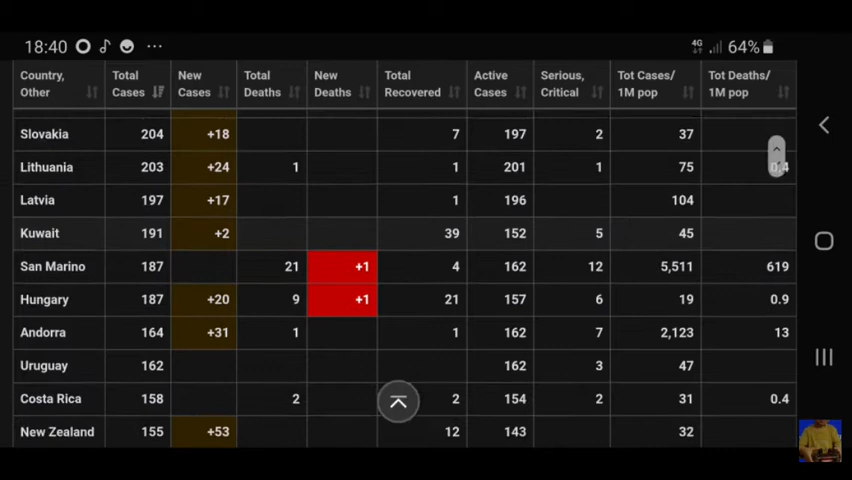 18:40 64%
4G
Country, Total New Total New Total Active Serious, Tot Cases/ Tot Deaths/
Other Cases Cases Deaths Deaths Recovered Cases Critical 1M pop 1M pop
Slovakia 204 +18 7 197 2 37
Lithuania 203 +24 1 1 201 1 75 0.4
Latvia 197 +17 1 196 104
Kuwait 191 +2 39 152 5 45
San Marino 187 21 +1 4 162 12 5,511 619
Hungary 187 +20 9 +1 21 157 6 19 0.9
Andorra 164 +31 1 1 162 7 2,123 13
Uruguay 162 162 3 47
Costa Rica 158 2 2 154 2 31 0.4
New Zealand 155 +53 12 143 32